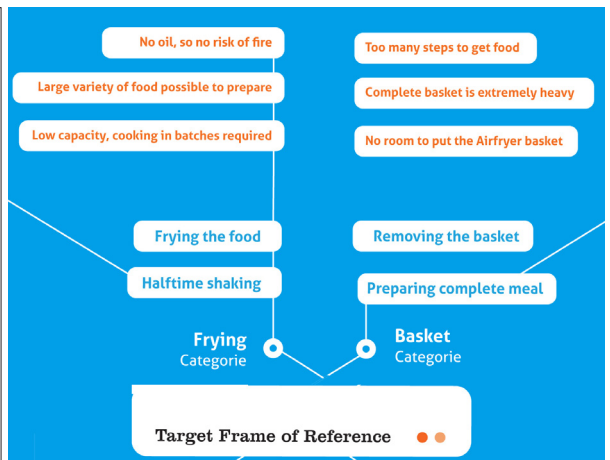 No oil, so no risk of fire
Large variety of food possible to prepare
Low capacity, cooking in batches required
Frying the food
Halftime shaking
Frying
Categorie
Too many steps to get food
Complete basket is extremely heavy
No room to put the Airfryer basket
Removing the basket
Preparing complete meal
Basket
Categorie
Target Frame of Reference